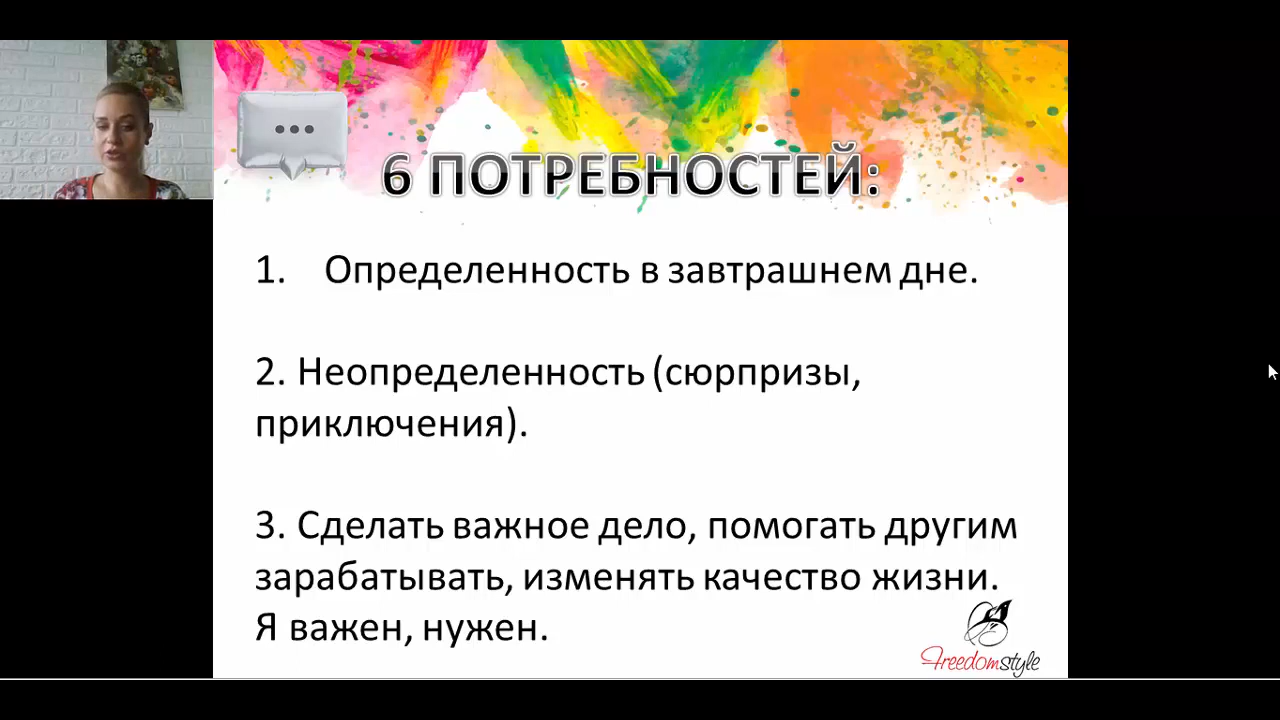 6 ПОТРЕБНОСТЕЙ:
1. Определенность в завтрашнем дне.
2. Неопределенность (сюрпризы,
приключения).
3. Сделать важное дело, помогать другим
зарабатывать, изменять качество жизни.
Я важен, нужен.
Freedomstyle